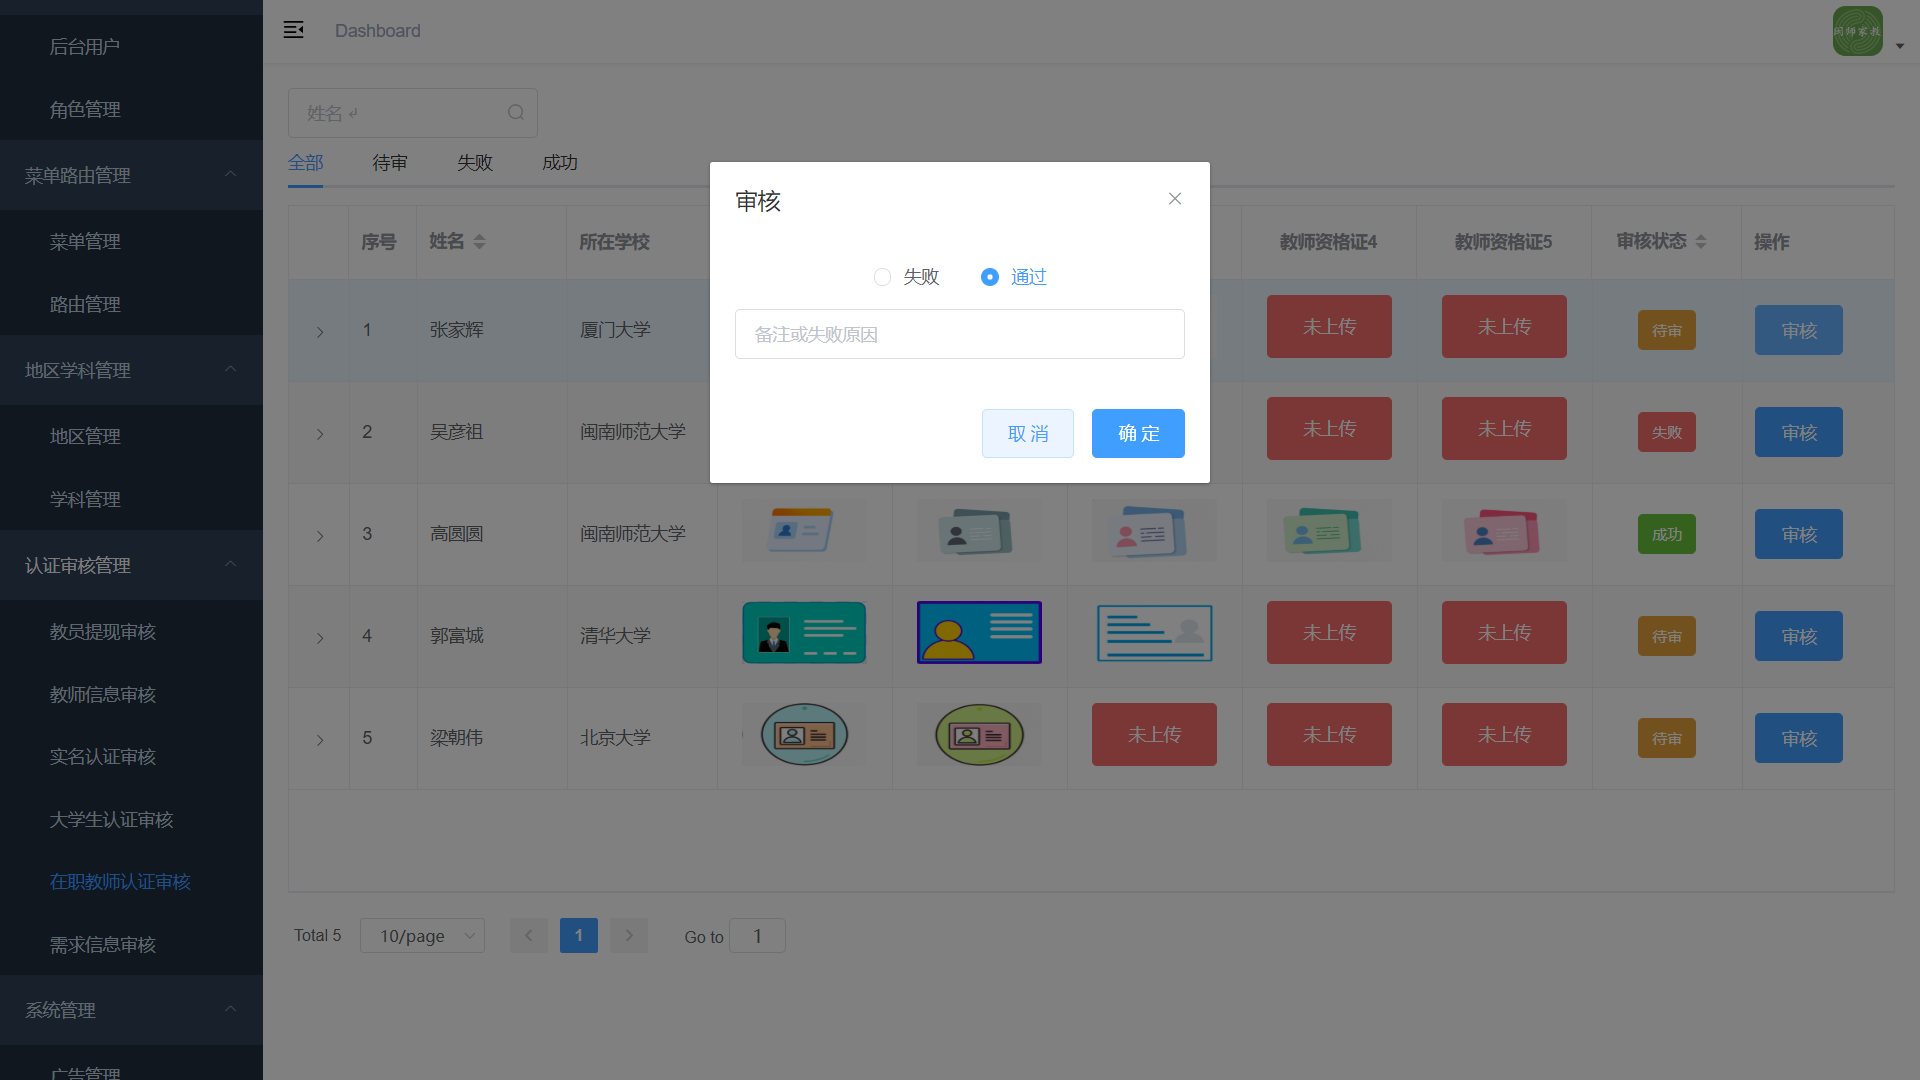 后台用户
角色管理
菜单路由管理
菜单管理
路由管理
地区学科管理
地区管理
学科管理
认证审核管理
教员提现审核
教师信息审核
实名认证审核
大学生认证审核
在职教师认证审核
需求信息审核
系统管理
广告管理
Dashboard
闽师家教
姓名 ↲
全部 待审 失败 成功
序号 姓名 所在学校 教师资格证4 教师资格证5 审核状态 操作
1 张家辉 厦门大学 未上传 未上传 待审 审核
2 吴彦祖 闽南师范大学 未上传 未上传 失败 审核
3 高圆圆 闽南师范大学 成功 审核
4 郭富城 清华大学 未上传 未上传 待审 审核
5 梁朝伟 北京大学 未上传 未上传 未上传 待审 审核
Total 5 10/page 1 Go to 1
审核
失败 通过
备注或失败原因
取 消 确 定